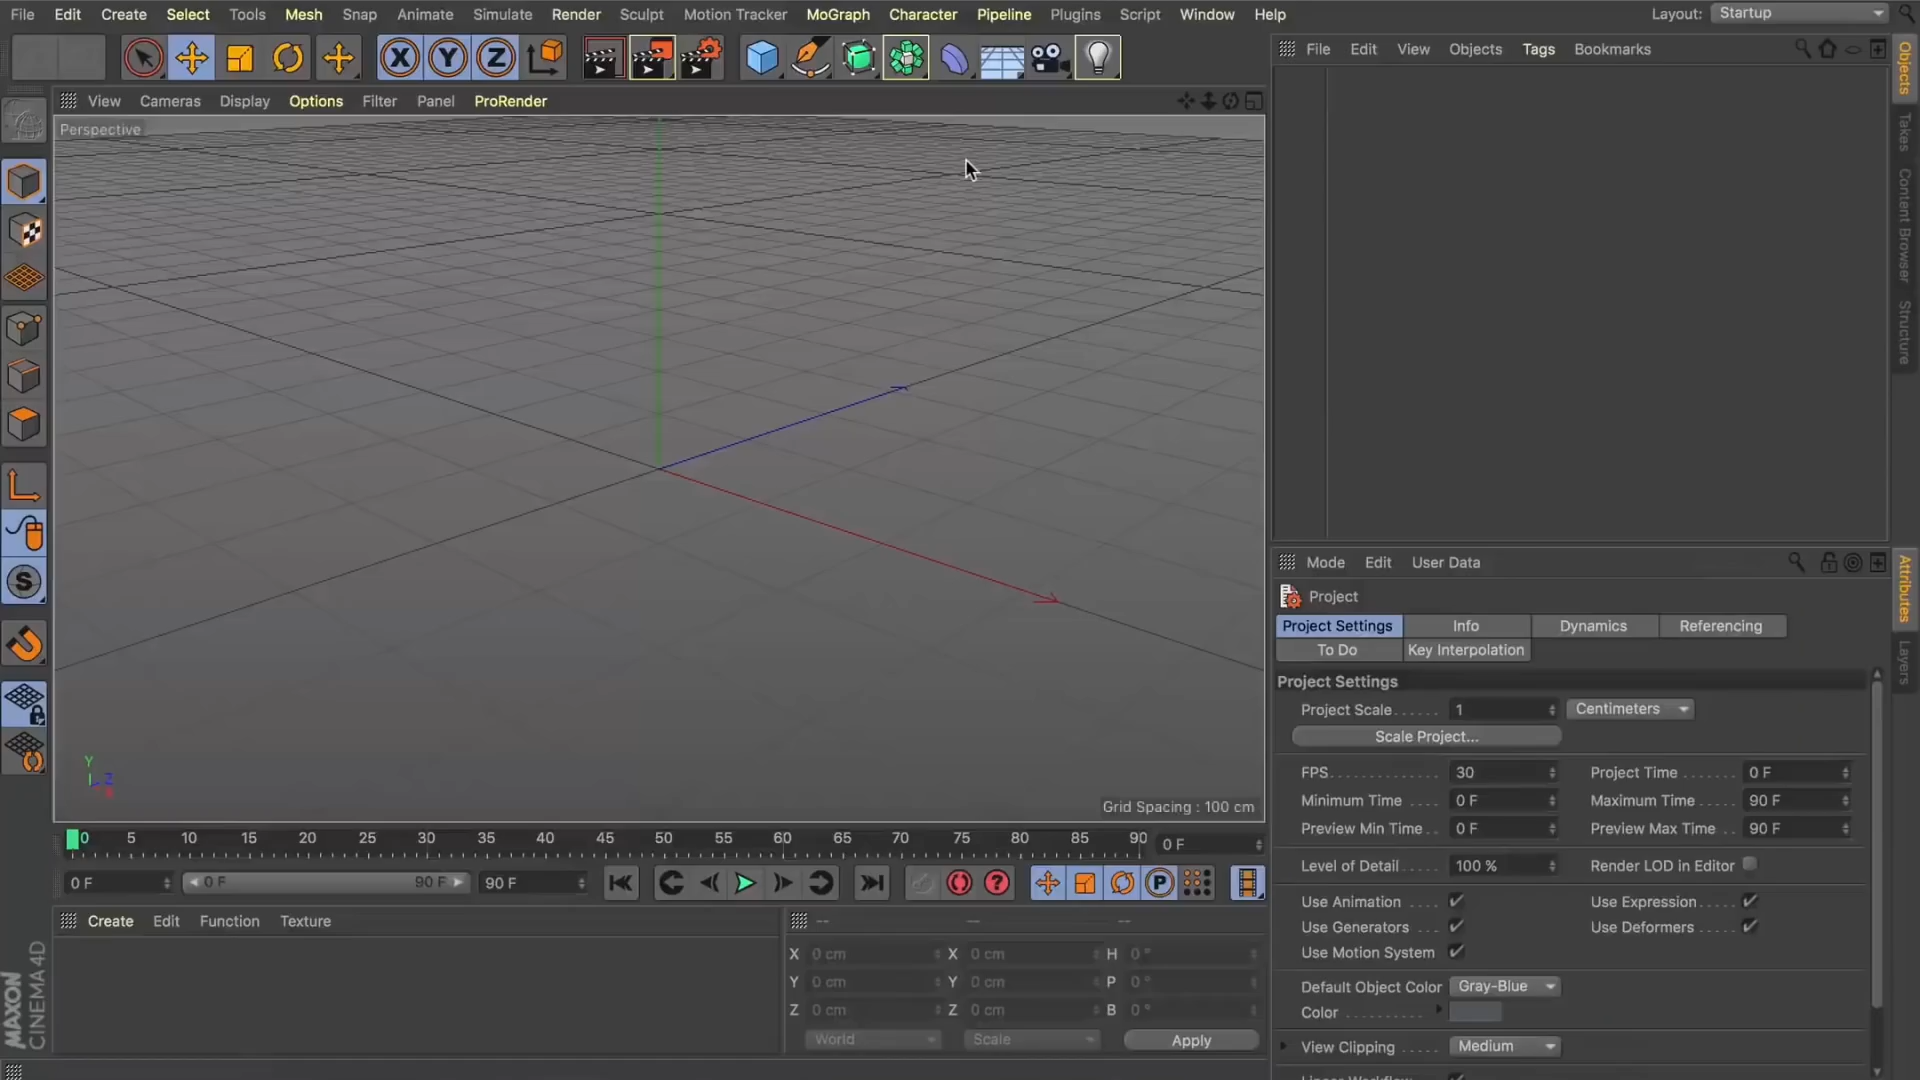 File Edit Create Select Tools Mesh Snap Animate Simulate Render Sculpt Motion Tracker MoGraph Character Pipeline Plugins Script Window Help Layout: Startup
X Y Z
File Edit View Objects Tags Bookmarks
View Cameras Display Options Filter Panel ProRender
Perspective
Objects
Takes
Content Browser
Structure
Y
Z
X
Grid Spacing : 100 cm
S
0 5 10 15 20 25 30 35 40 45 50 55 60 65 70 75 80 85 90 0 F
0 F 0 F 90 F 90 F
P
Create Edit Function Texture
-- -- --
X 0 cm X 0 cm H 0 °
Y 0 cm Y 0 cm P 0 °
Z 0 cm Z 0 cm B 0 °
World Scale Apply
MAXON
CINEMA 4D
Mode Edit User Data
Attributes
Layers
Project
Project Settings Info Dynamics Referencing
To Do Key Interpolation
Project Settings
Project Scale...... 1 Centimeters
Scale Project...
FPS............. 30 Project Time ...... 0 F
Minimum Time .... 0 F Maximum Time ..... 90 F
Preview Min Time .. 0 F Preview Max Time .. 90 F
Level of Detail ..... 100 % Render LOD in Editor
Use Animation .... Use Expression.....
Use Generators ... Use Deformers .....
Use Motion System
Default Object Color Gray-Blue
Color ..........
View Clipping ..... Medium